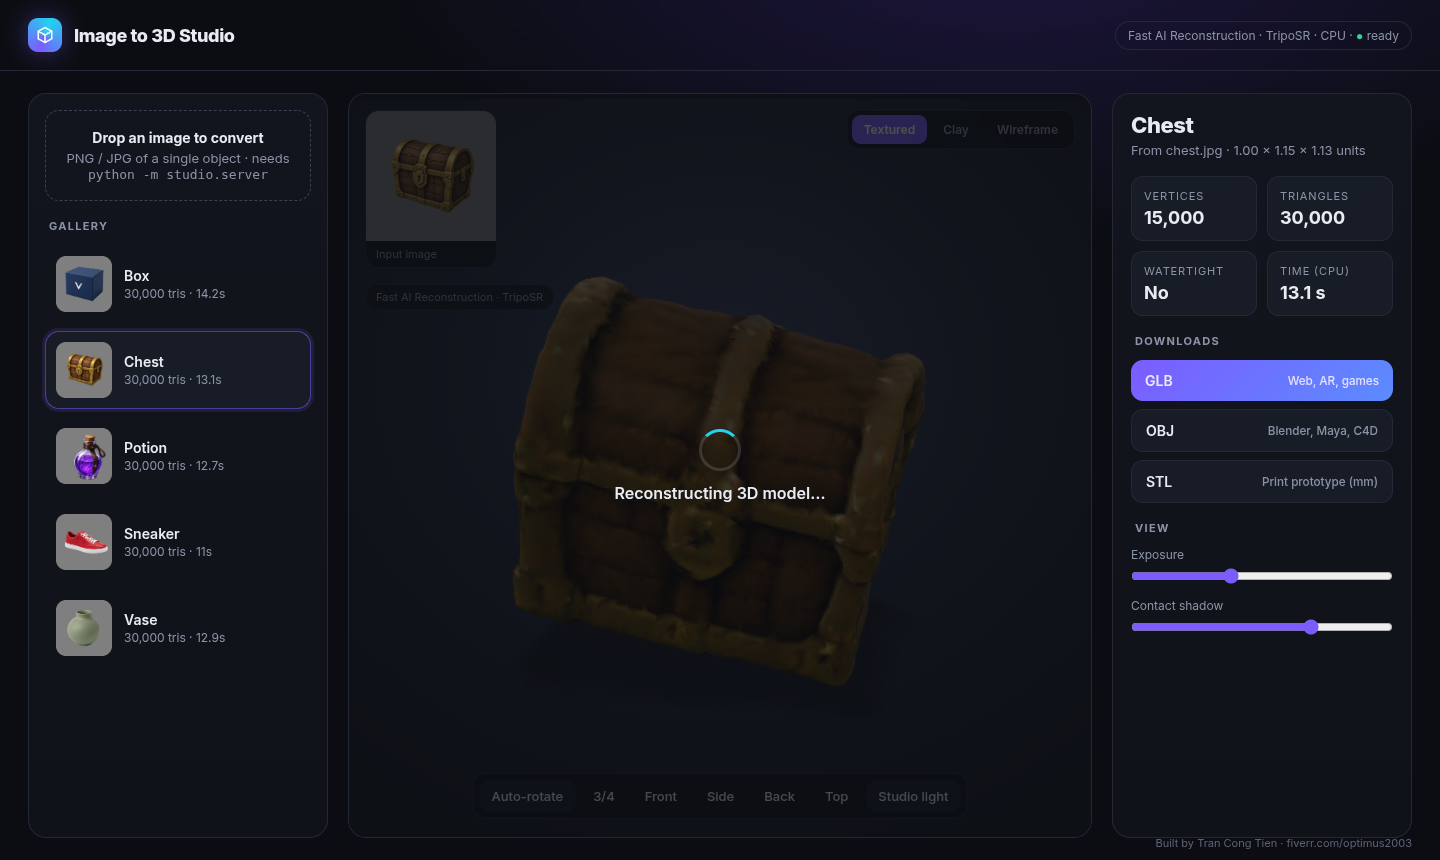 Image to 3D Studio
Fast AI Reconstruction · TripoSR · CPU · ● ready
Drop an image to convert
PNG / JPG of a single object · needs
python -m studio.server
GALLERY
Box
30,000 tris · 14.2s
Chest
30,000 tris · 13.1s
Potion
30,000 tris · 12.7s
Sneaker
30,000 tris · 11s
Vase
30,000 tris · 12.9s
Input image
Fast AI Reconstruction · TripoSR
Textured Clay Wireframe
Reconstructing 3D model...
Auto-rotate 3/4 Front Side Back Top Studio light
Chest
From chest.jpg · 1.00 × 1.15 × 1.13 units
VERTICES
15,000
TRIANGLES
30,000
WATERTIGHT
No
TIME (CPU)
13.1 s
DOWNLOADS
GLB Web, AR, games
OBJ Blender, Maya, C4D
STL Print prototype (mm)
VIEW
Exposure
Contact shadow
Built by Tran Cong Tien · fiverr.com/optimus2003